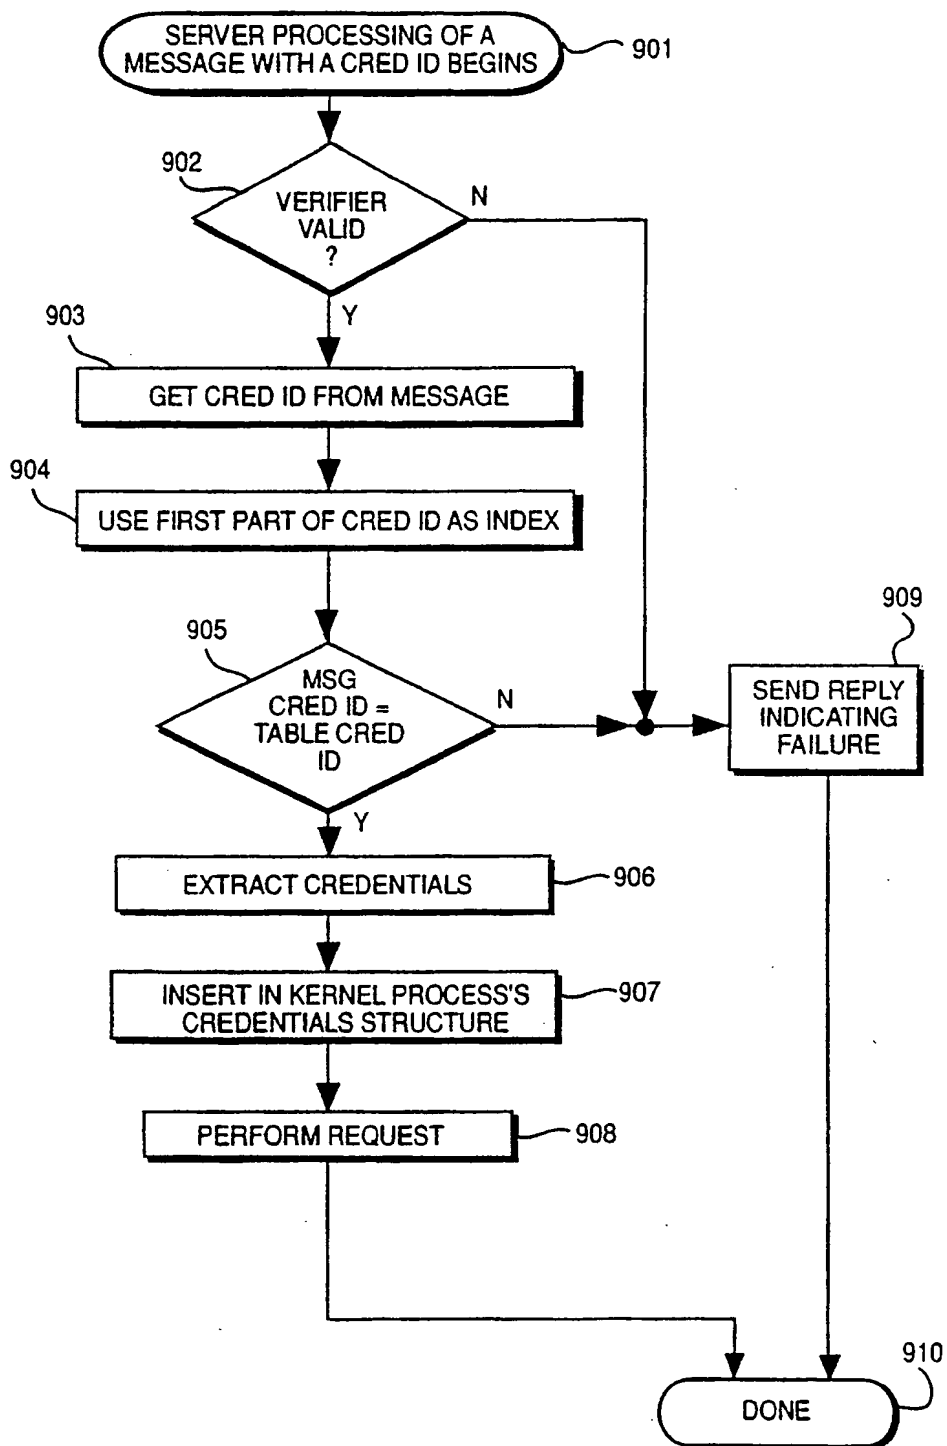 SERVER PROCESSING OF A
MESSAGE WITH A CRED ID BEGINS
901
902
VERIFIER
VALID
?
N
Y
903
GET CRED ID FROM MESSAGE
904
USE FIRST PART OF CRED ID AS INDEX
905
MSG
CRED ID =
TABLE CRED
ID
N
Y
909
SEND REPLY
INDICATING
FAILURE
EXTRACT CREDENTIALS
906
INSERT IN KERNEL PROCESS'S
CREDENTIALS STRUCTURE
907
PERFORM REQUEST
908
910
DONE